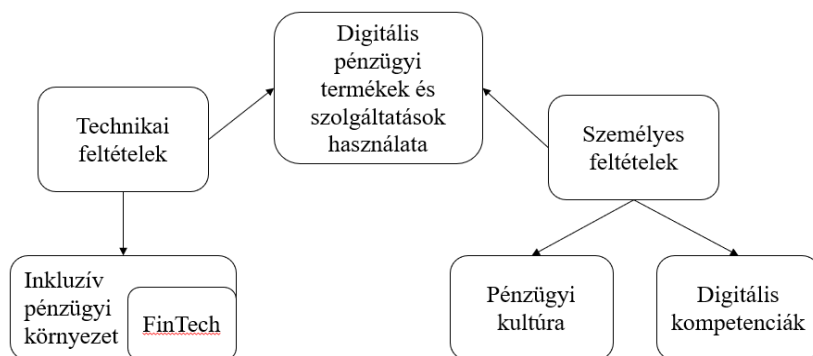 Digitális
pénzügyi
termékek és
szolgáltatások
használata
Technikai
feltételek
Személyes
feltételek
Inkluzív
pénzügyi
környezet
FinTech
Pénzügyi
kultúra
Digitális
kompetenciák